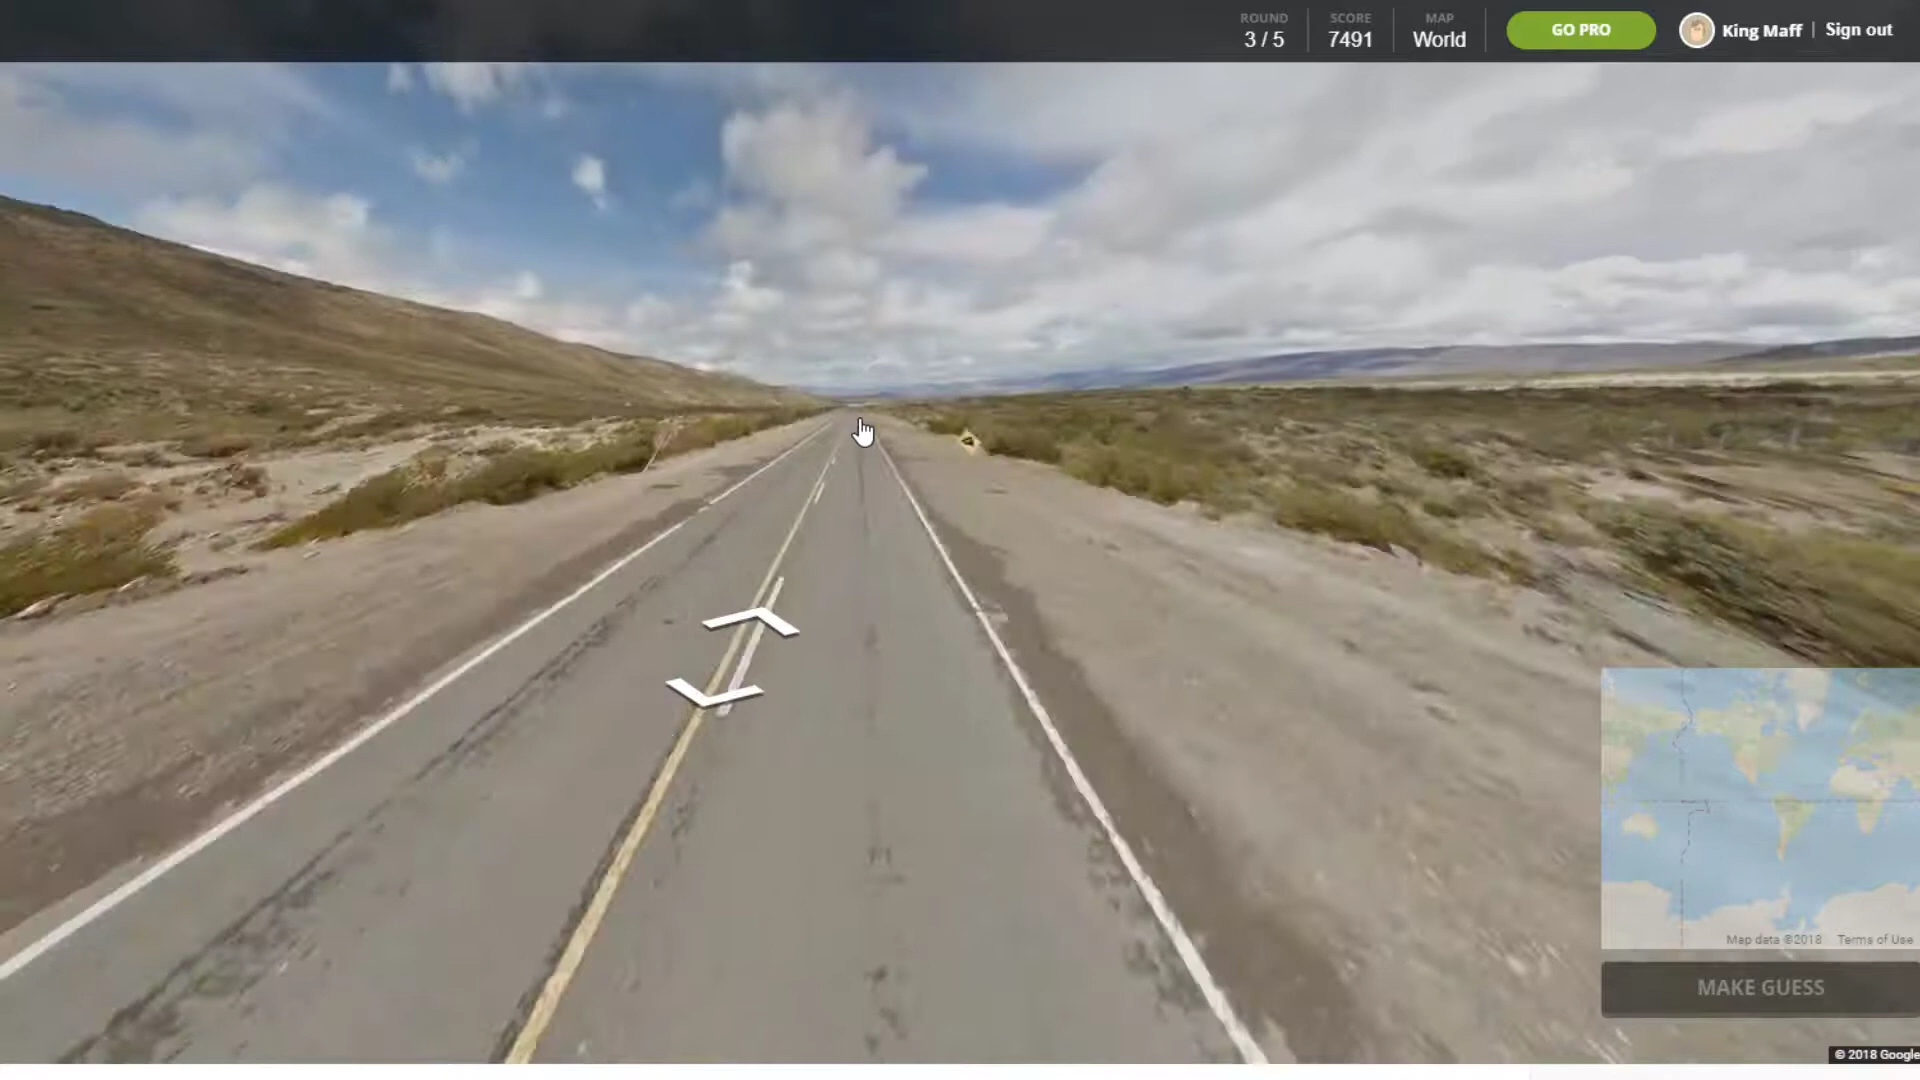 ROUND
3 / 5
SCORE
7491
MAP
World
GO PRO
King Maff
Sign out
Map data ©2018
Terms of Use
MAKE GUESS
© 2018 Google